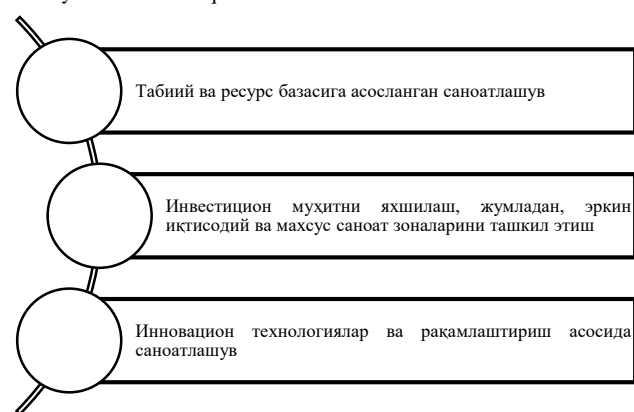 Табиий ва ресурс базасига асосланган саноатлашув
Инвестицион муҳитни яхшилаш, жумладан, эркин
иқтисодий ва махсус саноат зоналарини ташкил этиш
Инновацион технологиялар ва рақамлаштириш асосида
саноатлашув